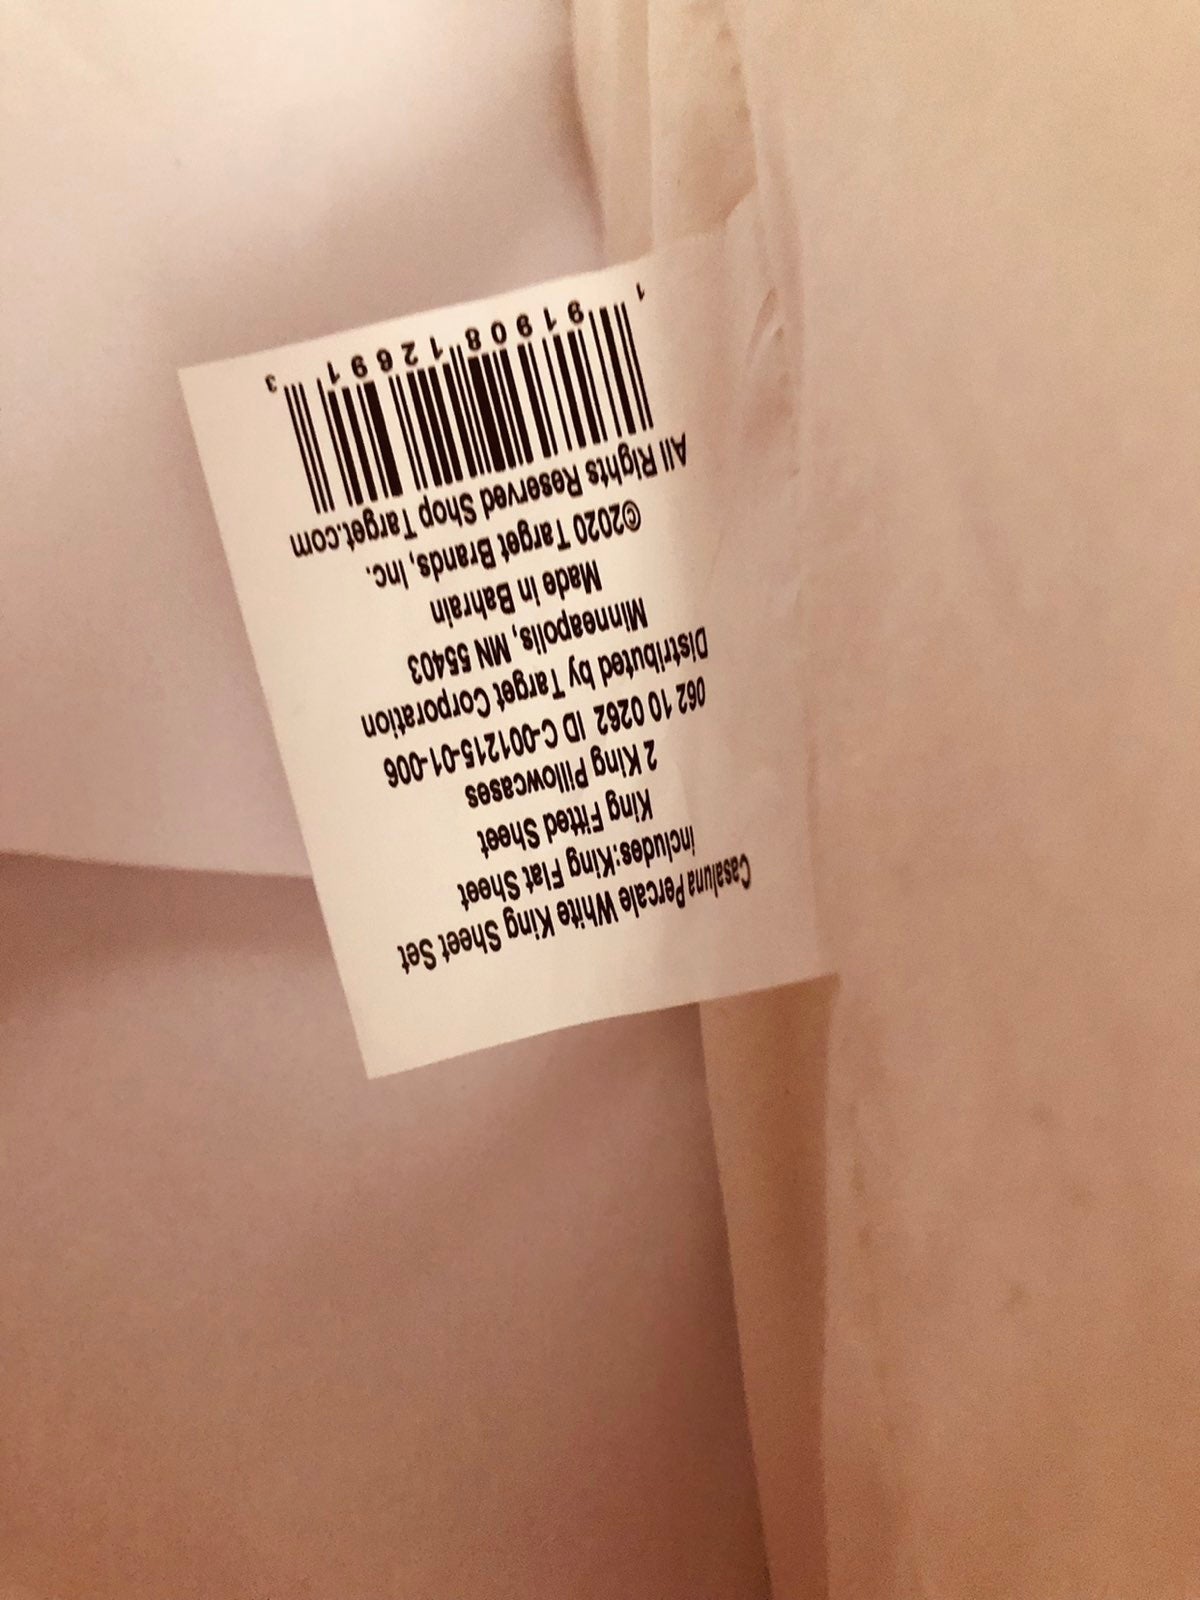 Casaluna Percale White King Sheet Set
includes:King Flat Sheet
King Fitted Sheet
2 King Pillowcases
062 10 0262 ID C-001215-01-006
Distributed by Target Corporation
Minneapolis, MN 55403
Made in Bahrain
©2020 Target Brands, Inc.
All Rights Reserved Shop Target.com
1 91908 12691 3